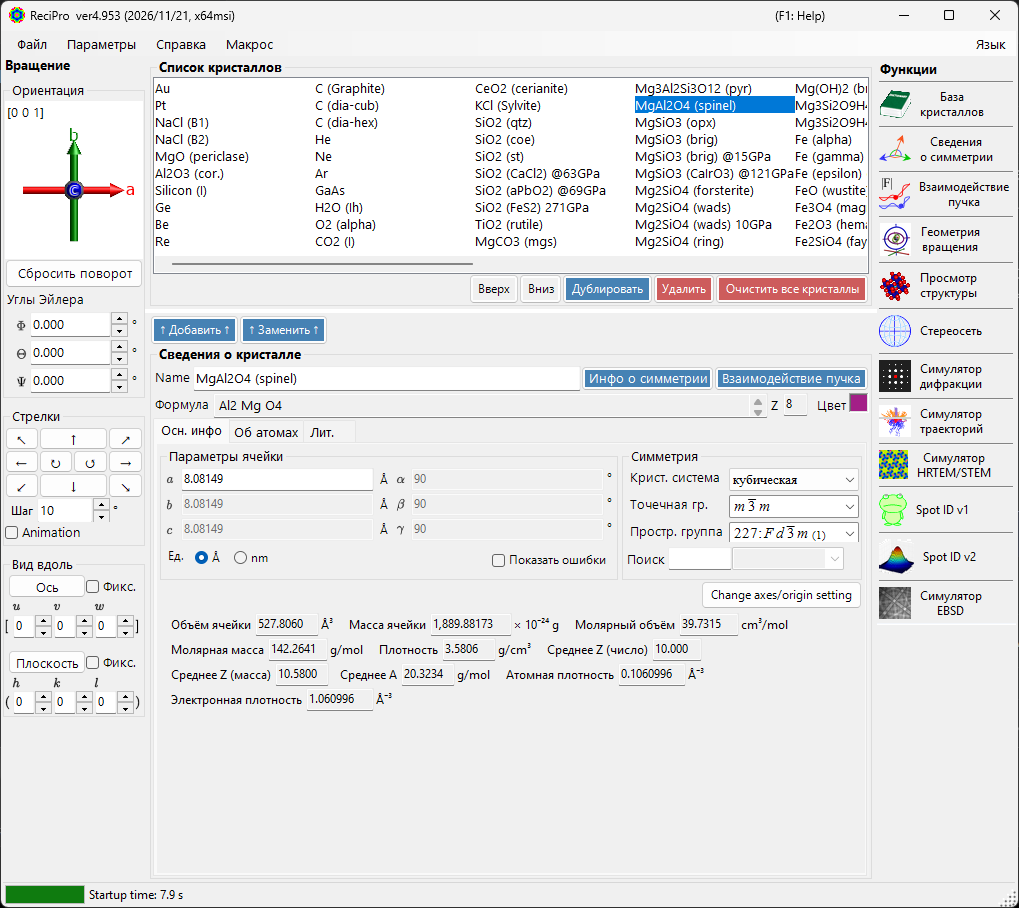 ReciPro ver4.953 (2026/11/21, x64msi)
(F1: Help)
Файл Параметры Справка Макрос
Язык
Вращение
Ориентация
[0 0 1]
b
a
c
Сбросить поворот
Углы Эйлера
Φ 0.000 °
Θ 0.000 °
Ψ 0.000 °
Стрелки
↖ ↑ ↗
← ↻ ↺ →
↙ ↓ ↘
Шаг 10 °
Animation
Вид вдоль
Ось Фикс.
u v w
[ 0 0 0 ]
Плоскость Фикс.
h k l
( 0 0 0 )
Список кристаллов
Au
Pt
NaCl (B1)
NaCl (B2)
MgO (periclase)
Al2O3 (cor.)
Silicon (I)
Ge
Be
Re
C (Graphite)
C (dia-cub)
C (dia-hex)
He
Ne
Ar
GaAs
H2O (Ih)
O2 (alpha)
CO2 (I)
CeO2 (cerianite)
KCl (Sylvite)
SiO2 (qtz)
SiO2 (coe)
SiO2 (st)
SiO2 (CaCl2) @63GPa
SiO2 (aPbO2) @69GPa
SiO2 (FeS2) 271GPa
TiO2 (rutile)
MgCO3 (mgs)
Mg3Al2Si3O12 (pyr)
MgAl2O4 (spinel)
MgSiO3 (opx)
MgSiO3 (brig)
MgSiO3 (brig) @15GPa
MgSiO3 (CaIrO3) @121GPa
Mg2SiO4 (forsterite)
Mg2SiO4 (wads)
Mg2SiO4 (wads) 10GPa
Mg2SiO4 (ring)
Mg(OH)2 (br
Mg3Si2O9H
Mg3Si2O9H
Fe (alpha)
Fe (gamma)
Fe (epsilon)
FeO (wustite
Fe3O4 (mag
Fe2O3 (hema
Fe2SiO4 (fay
Вверх Вниз Дублировать Удалить Очистить все кристаллы
↑ Добавить ↑ ↑ Заменить ↑
Сведения о кристалле
Name MgAl2O4 (spinel) Инфо о симметрии Взаимодействие пучка
Формула Al2 Mg O4 Z 8 Цвет
Осн. инфо Об атомах Лит.
Параметры ячейки
a 8.08149 Å α 90 °
b 8.08149 Å β 90 °
c 8.08149 Å γ 90 °
Ед. Å nm Показать ошибки
Симметрия
Крист. система кубическая
Точечная гр. m 3̅ m
Простр. группа 227: F d 3̅ m (1)
Поиск
Change axes/origin setting
Объём ячейки 527.8060 Å³ Масса ячейки 1,889.88173 × 10⁻²⁴ g Молярный объём 39.7315 cm³/mol
Молярная масса 142.2641 g/mol Плотность 3.5806 g/cm³ Среднее Z (число) 10.000
Среднее Z (масса) 10.5800 Среднее A 20.3234 g/mol Атомная плотность 0.1060996 Å⁻³
Электронная плотность 1.060996 Å⁻³
Функции
База
кристаллов
Сведения
о симметрии
|F|
Взаимодействие
пучка
Геометрия
вращения
Просмотр
структуры
Стереосеть
Симулятор
дифракции
Симулятор
траекторий
Симулятор
HRTEM/STEM
Spot ID v1
Spot ID v2
Симулятор
EBSD
Startup time: 7.9 s